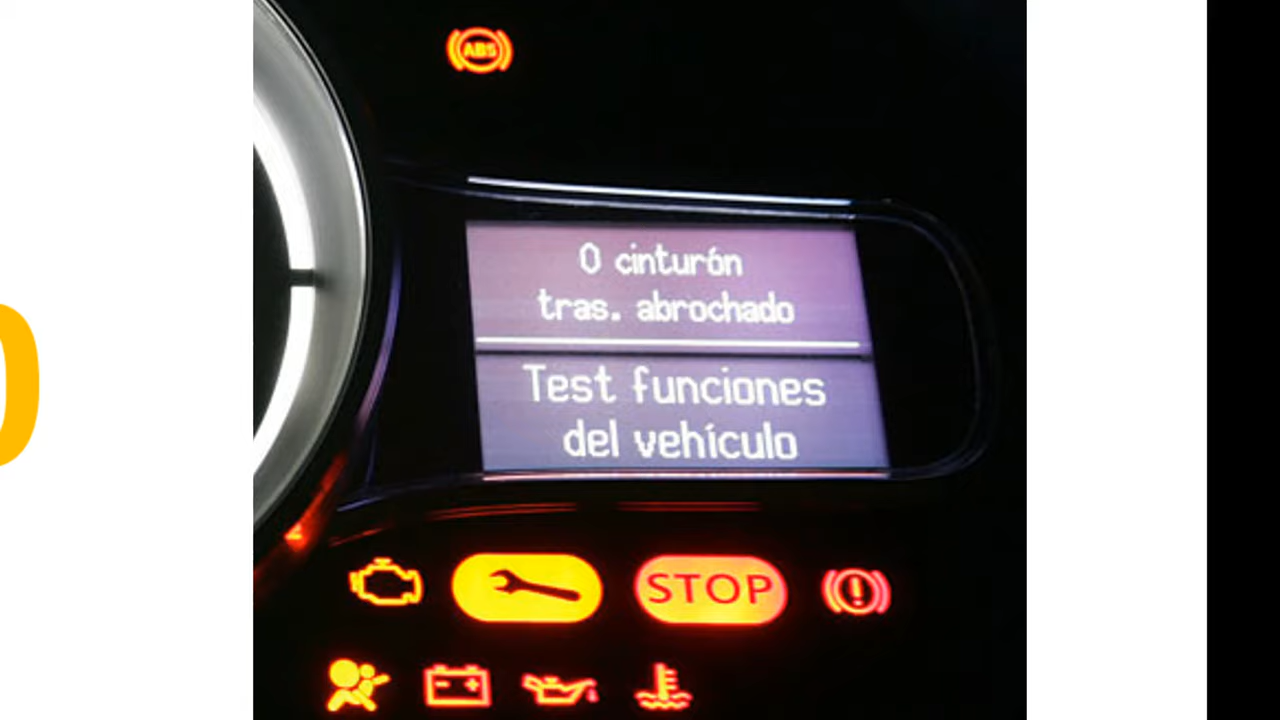 ABS
0 cinturón
tras. abrochado
Test funciones
del vehículo
STOP